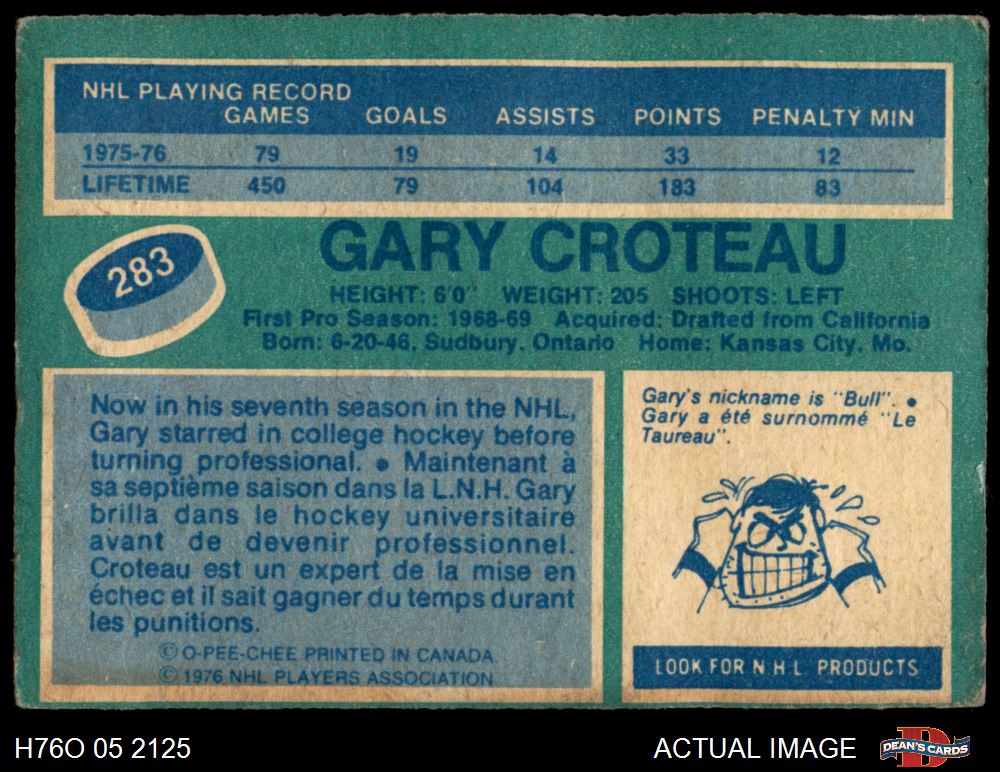 NHL PLAYING RECORD
GAMES GOALS ASSISTS POINTS PENALTY MIN
1975-76 79 19 14 33 12
LIFETIME 450 79 104 183 83
283
GARY CROTEAU
HEIGHT: 6'0" WEIGHT: 205 SHOOTS: LEFT
First Pro Season: 1968-69 Acquired: Drafted from California
Born: 6-20-46, Sudbury, Ontario Home: Kansas City, Mo.
Now in his seventh season in the NHL,
Gary starred in college hockey before
turning professional. • Maintenant à
sa septième saison dans la L.N.H. Gary
brilla dans le hockey universitaire
avant de devenir professionnel.
Croteau est un expert de la mise en
échec et il sait gagner du temps durant
les punitions.
© O-PEE-CHEE PRINTED IN CANADA.
© 1976 NHL PLAYERS ASSOCIATION
Gary's nickname is "Bull". •
Gary a été surnommé "Le
Taureau".
LOOK FOR N H L PRODUCTS
H76O 05 2125
ACTUAL IMAGE
D
DEAN'S CARDS